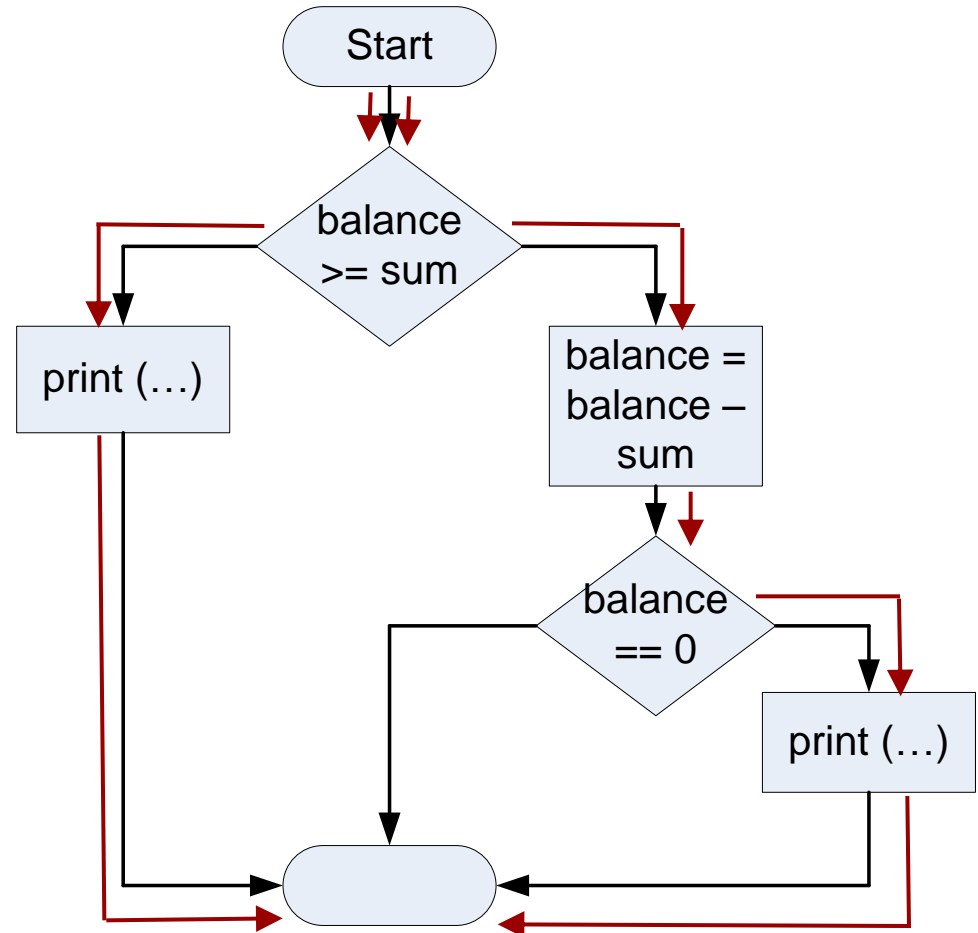 Start
balance
>= sum
print (…)
balance =
balance –
sum
balance
== 0
print (…)